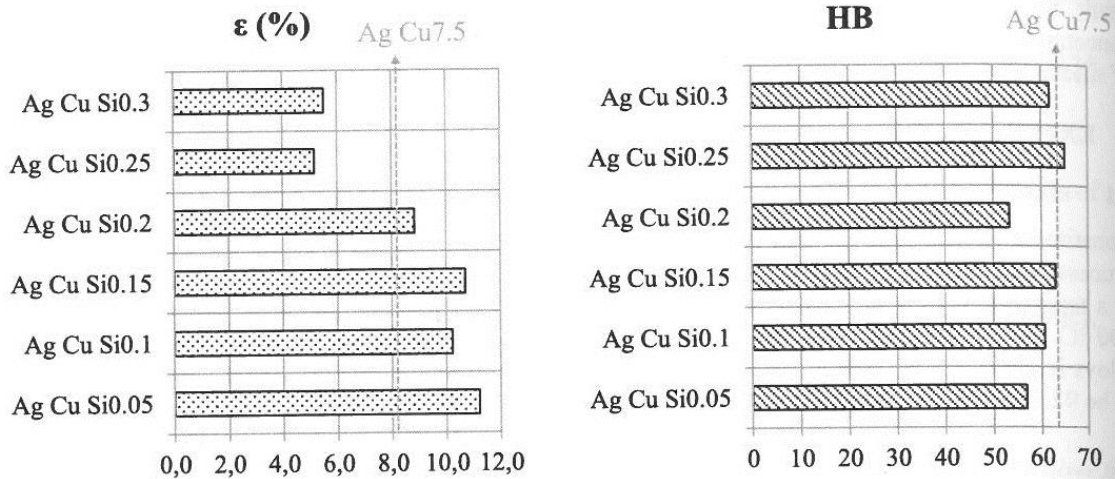 ε (%)
Ag Cu7.5
Ag Cu Si0.3
Ag Cu Si0.25
Ag Cu Si0.2
Ag Cu Si0.15
Ag Cu Si0.1
Ag Cu Si0.05
0,0 2,0 4,0 6,0 8,0 10,0 12,0
HB
Ag Cu7.5
Ag Cu Si0.3
Ag Cu Si0.25
Ag Cu Si0.2
Ag Cu Si0.15
Ag Cu Si0.1
Ag Cu Si0.05
0 10 20 30 40 50 60 70